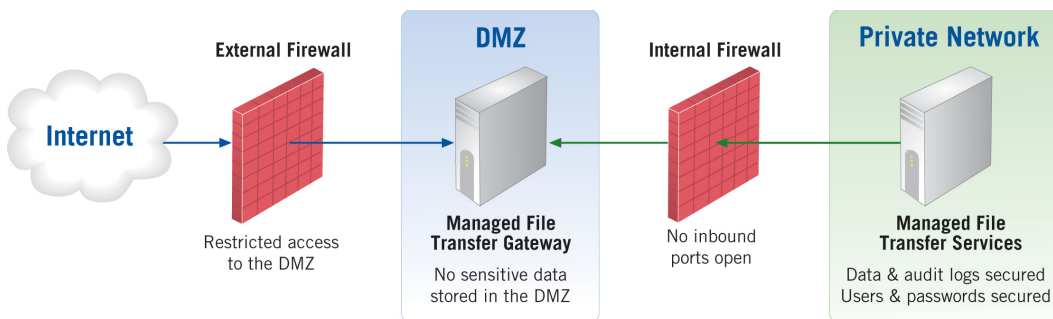 Internet
External Firewall
Restricted access
to the DMZ
DMZ
Managed File
Transfer Gateway
No sensitive data
stored in the DMZ
Internal Firewall
No inbound
ports open
Private Network
Managed File
Transfer Services
Data & audit logs secured
Users & passwords secured